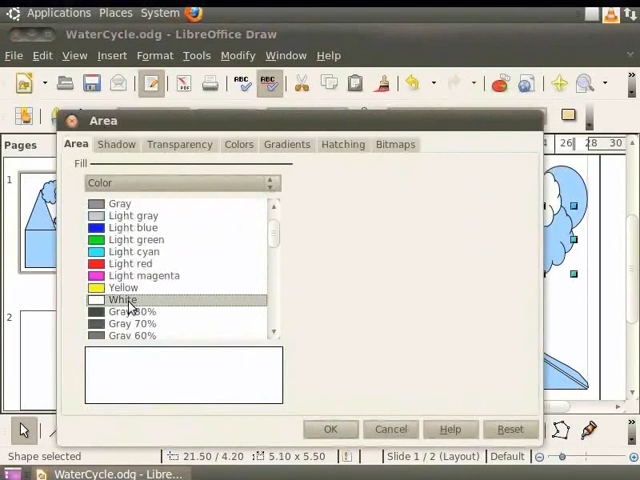 Applications Places System
WaterCycle.odg - LibreOffice Draw
File Edit View Insert Format Tools Modify Window Help
Area
Pages
Area Shadow Transparency Colors Gradients Hatching Bitmaps
26 28 30
Fill
Color
1
Gray
Light gray
Light blue
Light green
Light cyan
Light red
Light magenta
Yellow
White
Gray 80%
Gray 70%
Gray 60%
2
OK Cancel Help Reset
Shape selected 21.50 / 4.20 5.10 x 5.50 Slide 1 / 2 (Layout) Default
WaterCycle.odg - Libre...